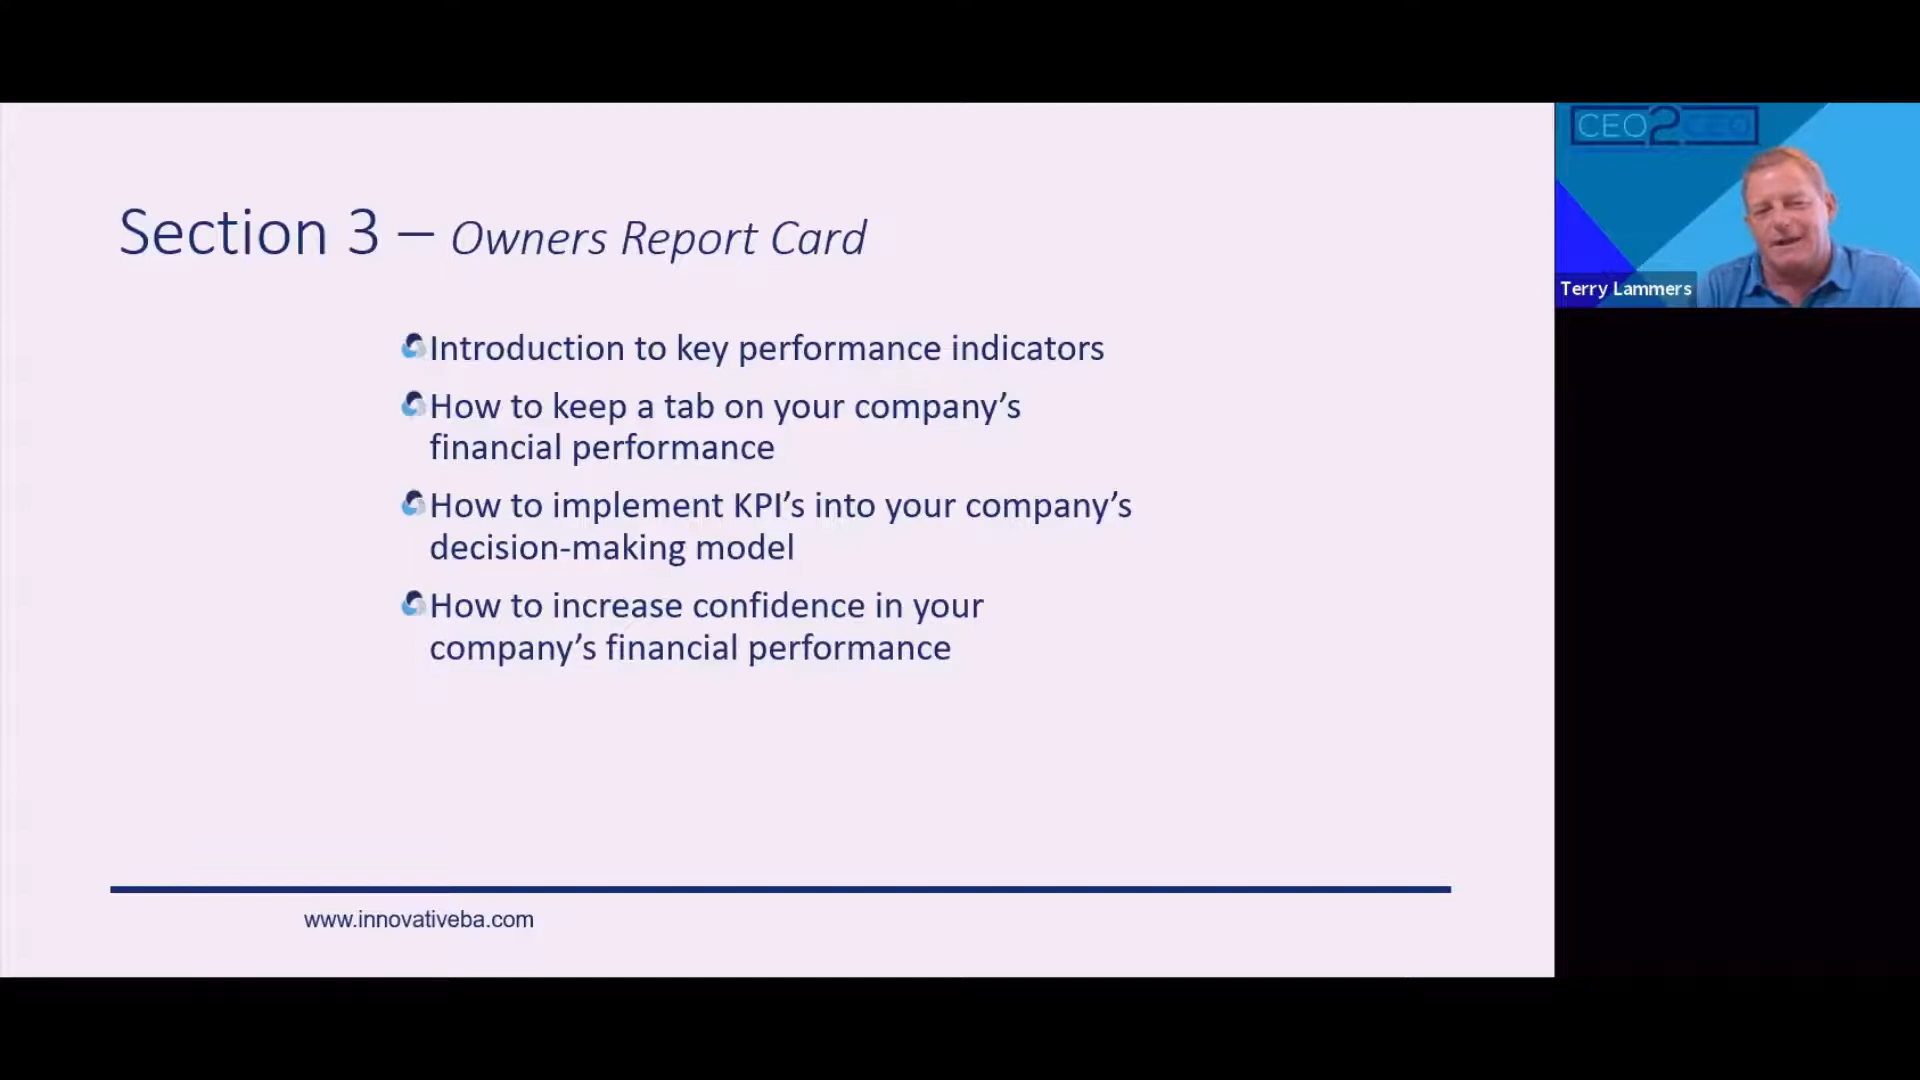 Section 3 – Owners Report Card
Introduction to key performance indicators
How to keep a tab on your company’s
financial performance
How to implement KPI’s into your company’s
decision-making model
How to increase confidence in your
company’s financial performance
www.innovativeba.com
CEO2CEO
Terry Lammers